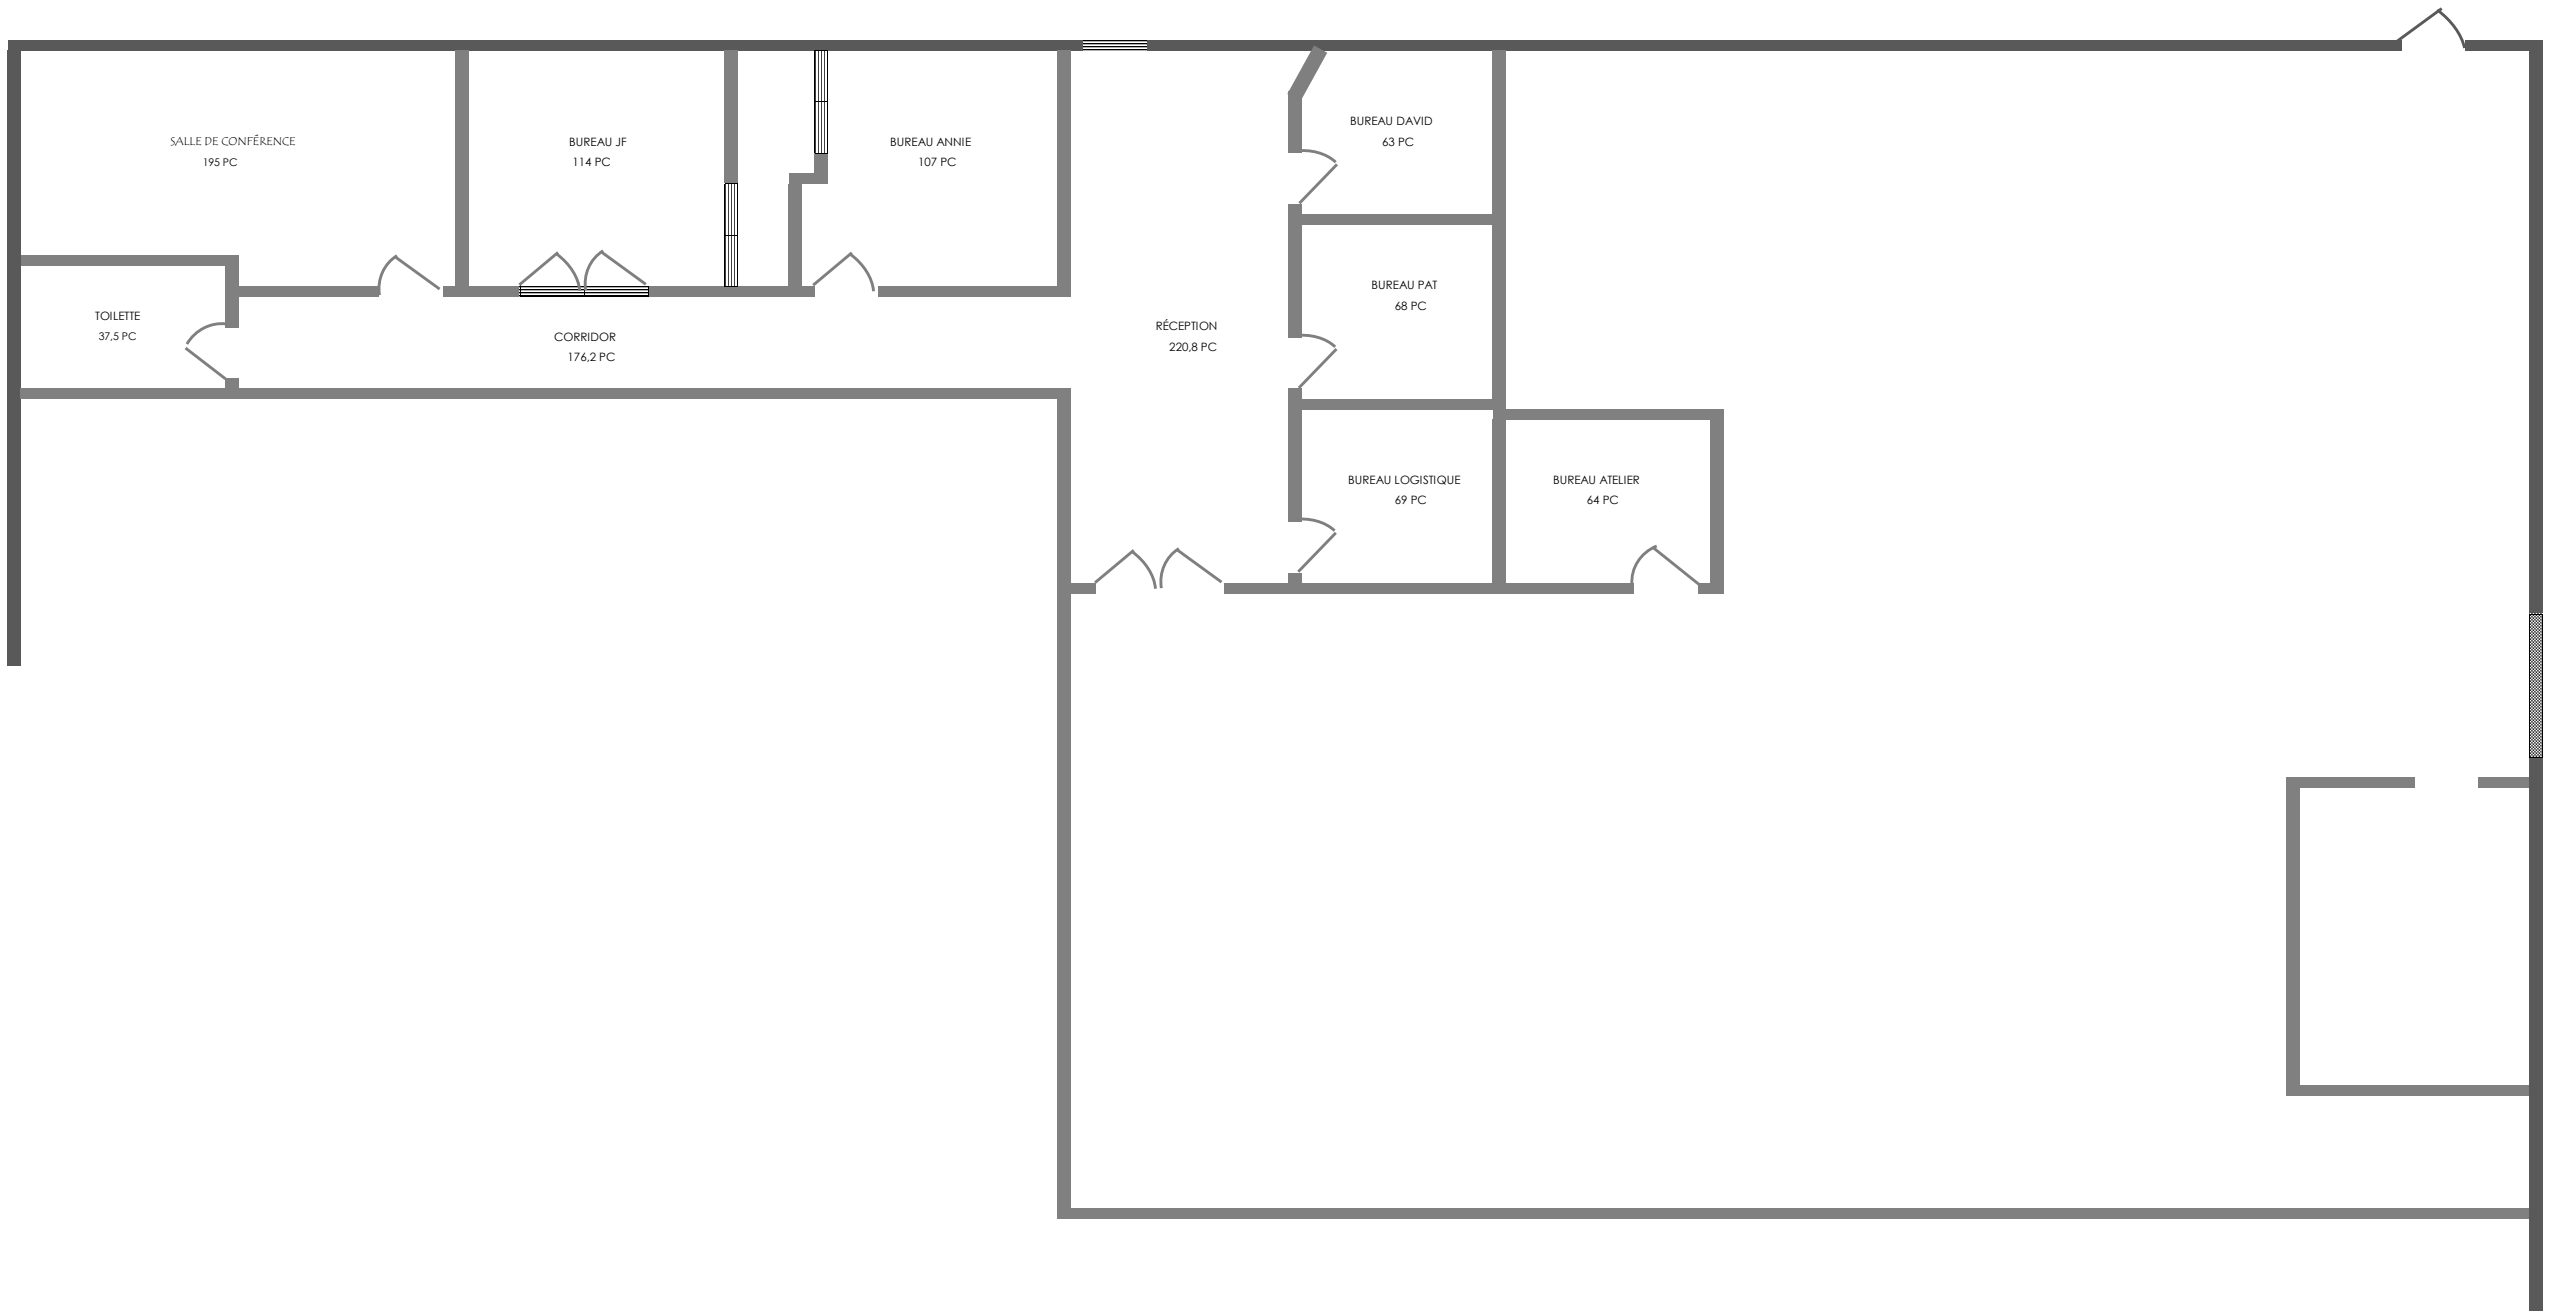 SALLE DE CONFÉRENCE
195 PC
BUREAU JF
114 PC
BUREAU ANNIE
107 PC
BUREAU DAVID
63 PC
BUREAU PAT
68 PC
TOILETTE
37,5 PC
CORRIDOR
176,2 PC
RÉCEPTION
220,8 PC
BUREAU LOGISTIQUE
69 PC
BUREAU ATELIER
64 PC